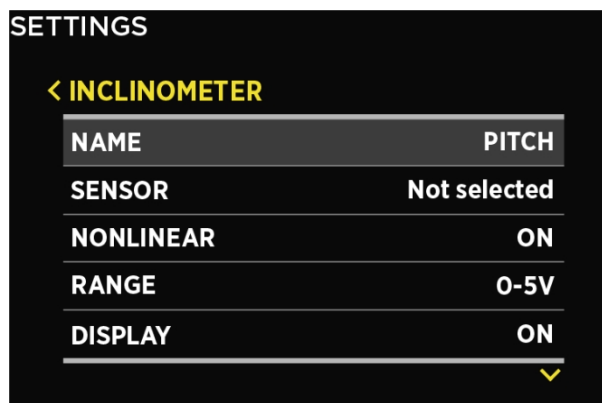 SETTINGS
< INCLINOMETER
NAME PITCH
SENSOR Not selected
NONLINEAR ON
RANGE 0-5V
DISPLAY ON